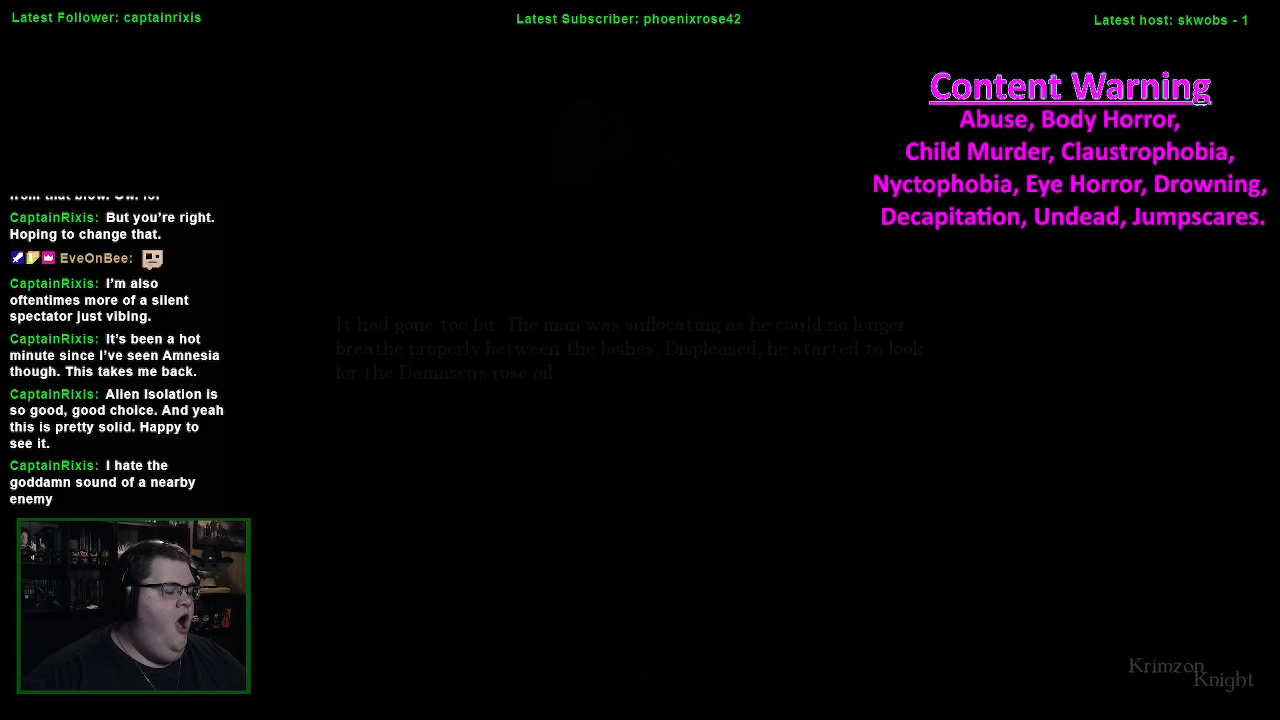 Latest Follower: captainrixis
Latest Subscriber: phoenixrose42
Latest host: skwobs - 1
Content Warning
Abuse, Body Horror,
Child Murder, Claustrophobia,
Nyctophobia, Eye Horror, Drowning,
Decapitation, Undead, Jumpscares.
from that blow. Gw. for
CaptainRixis: But you're right.
Hoping to change that.
EveOnBee:
CaptainRixis: I'm also
oftentimes more of a silent
spectator just vibing.
CaptainRixis: It's been a hot
minute since I've seen Amnesia
though. This takes me back.
CaptainRixis: Alien Isolation is
so good, good choice. And yeah
this is pretty solid. Happy to
see it.
CaptainRixis: I hate the
goddamn sound of a nearby
enemy
It had gone too far. The man was suffocating as he could no longer
breathe properly between the lashes. Displeased, he started to look
for the Damascus rose oil.
Krimzon
Knight